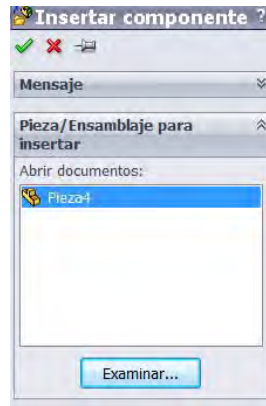 Insertar componente ?
Mensaje
Pieza/Ensamblaje para
insertar
Abrir documentos:
Pieza4
Examinar...